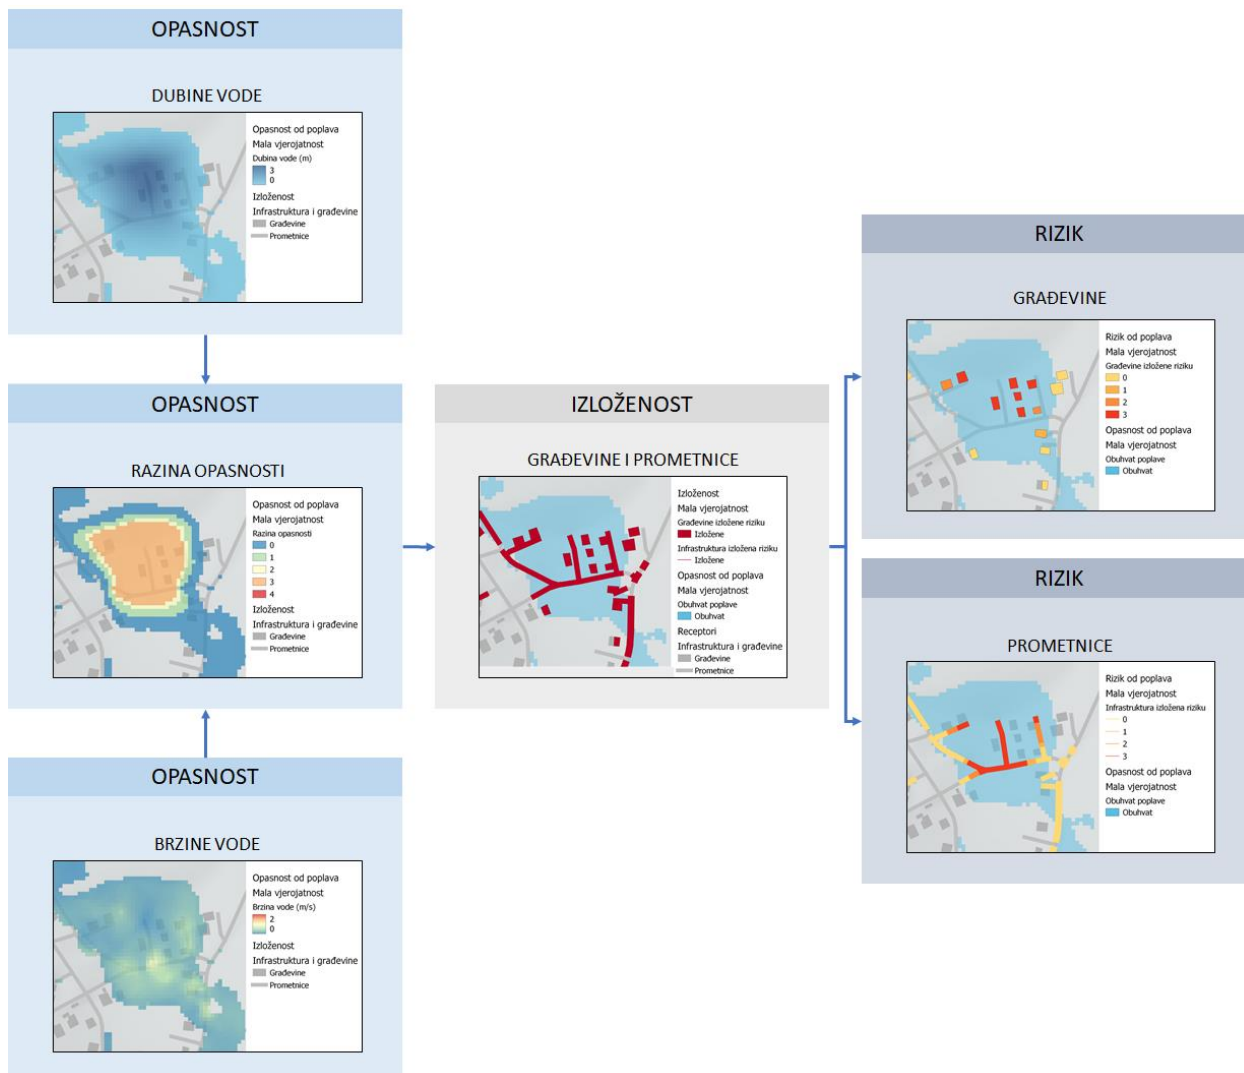 OPASNOST
DUBINE VODE
Opasnost od poplava
Mala vjerojatnost
Dubina vode (m)
3
0
Izloženost
Infrastruktura i građevine
Građevine
Prometnice
OPASNOST
RAZINA OPASNOSTI
Opasnost od poplava
Mala vjerojatnost
Razina opasnosti
0
1
2
3
4
Izloženost
Infrastruktura i građevine
Građevine
Prometnice
OPASNOST
BRZINE VODE
Opasnost od poplava
Mala vjerojatnost
Brzina vode (m/s)
2
0
Izloženost
Infrastruktura i građevine
Građevine
Prometnice
IZLOŽENOST
GRAĐEVINE I PROMETNICE
Izloženost
Mala vjerojatnost
Građevine izložene riziku
Izložene
Infrastruktura izložena riziku
Izložene
Opasnost od poplava
Mala vjerojatnost
Obuhvat poplave
Obuhvat
Receptori
Infrastruktura i građevine
Građevine
Prometnice
RIZIK
GRAĐEVINE
Rizik od poplava
Mala vjerojatnost
Građevine izložene riziku
0
1
2
3
Opasnost od poplava
Mala vjerojatnost
Obuhvat poplave
Obuhvat
RIZIK
PROMETNICE
Rizik od poplava
Mala vjerojatnost
Infrastruktura izložena riziku
0
1
2
3
Opasnost od poplava
Mala vjerojatnost
Obuhvat poplave
Obuhvat